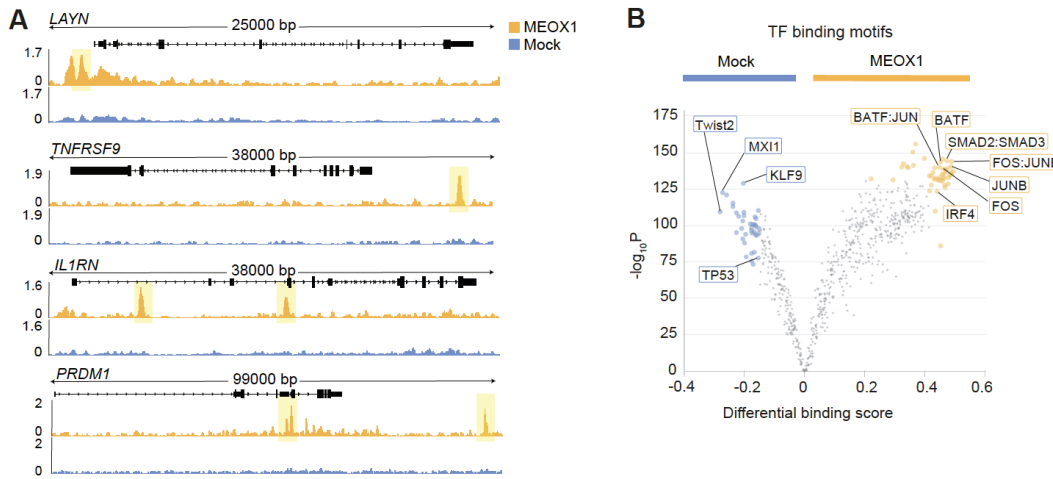 A
LAYN
25000 bp
MEOX1
Mock
1.7
0
1.7
0
TNFRSF9
38000 bp
1.9
0
1.9
0
IL1RN
38000 bp
1.6
0
1.6
0
PRDM1
99000 bp
2
0
2
0
B
TF binding motifs
Mock
MEOX1
175
150
125
100
75
50
25
0
-log10P
Twist2
MXI1
KLF9
TP53
BATF:JUN
BATF
SMAD2:SMAD3
FOS:JUNB
JUNB
FOS
IRF4
-0.4
-0.2
0
0.2
0.4
0.6
Differential binding score